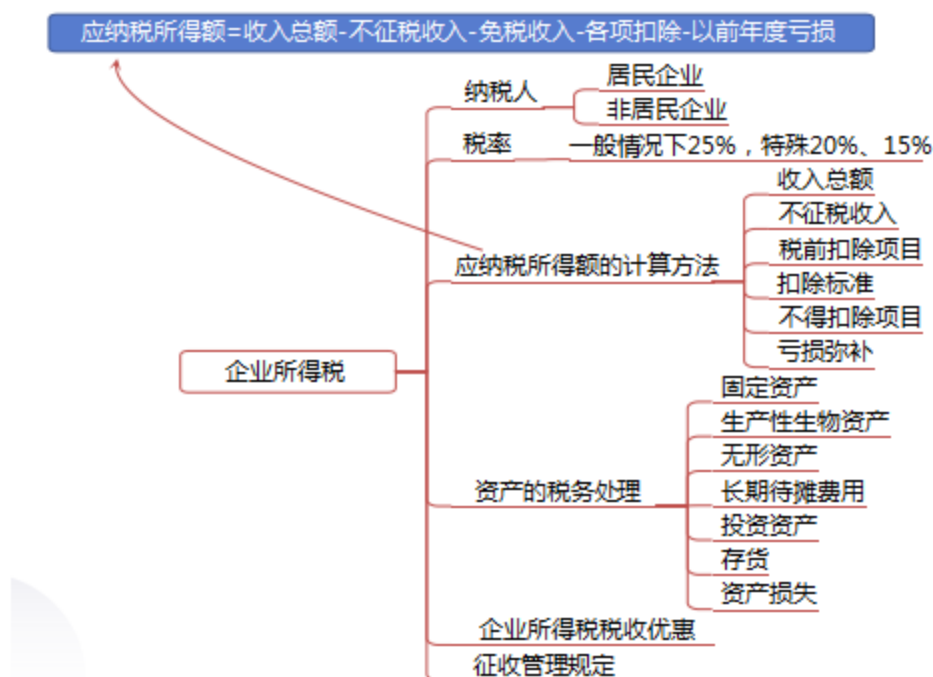 应纳税所得额=收入总额-不征税收入-免税收入-各项扣除-以前年度亏损
纳税人
居民企业
非居民企业
税率
一般情况下25%，特殊20%、15%
应纳税所得额的计算方法
收入总额
不征税收入
税前扣除项目
扣除标准
不得扣除项目
亏损弥补
企业所得税
资产的税务处理
固定资产
生产性生物资产
无形资产
长期待摊费用
投资资产
存货
资产损失
企业所得税税收优惠
征收管理规定